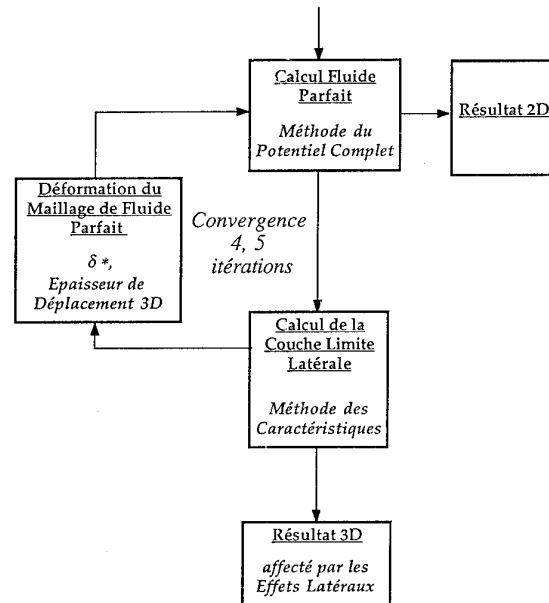 Calcul Fluide
Parfait
Méthode du
Potentiel Complet
Résultat 2D
Déformation du
Maillage de Fluide
Parfait
δ *,
Epaisseur de
Déplacement 3D
Convergence
4, 5
itérations
Calcul de la
Couche Limite
Latérale
Méthode des
Caractéristiques
Résultat 3D
affecté par les
Effets Latéraux